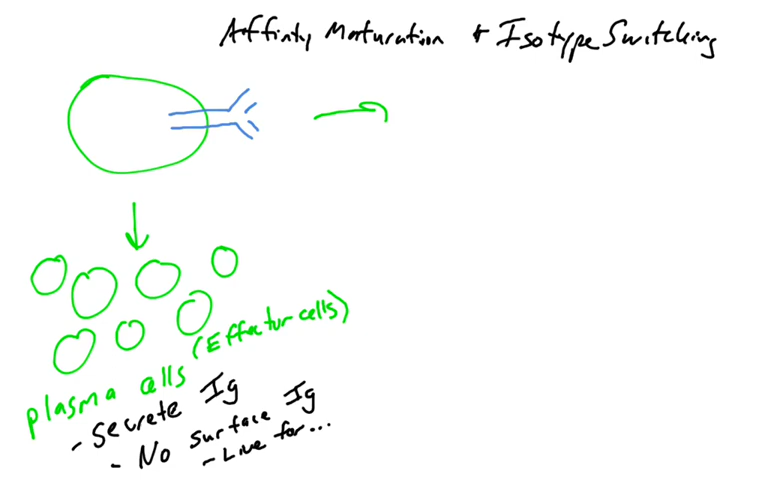 Affinity Maturation + Isotype Switching
(Effector cells)
plasma cells
- Secrete Ig
- No surface Ig
- Live for...